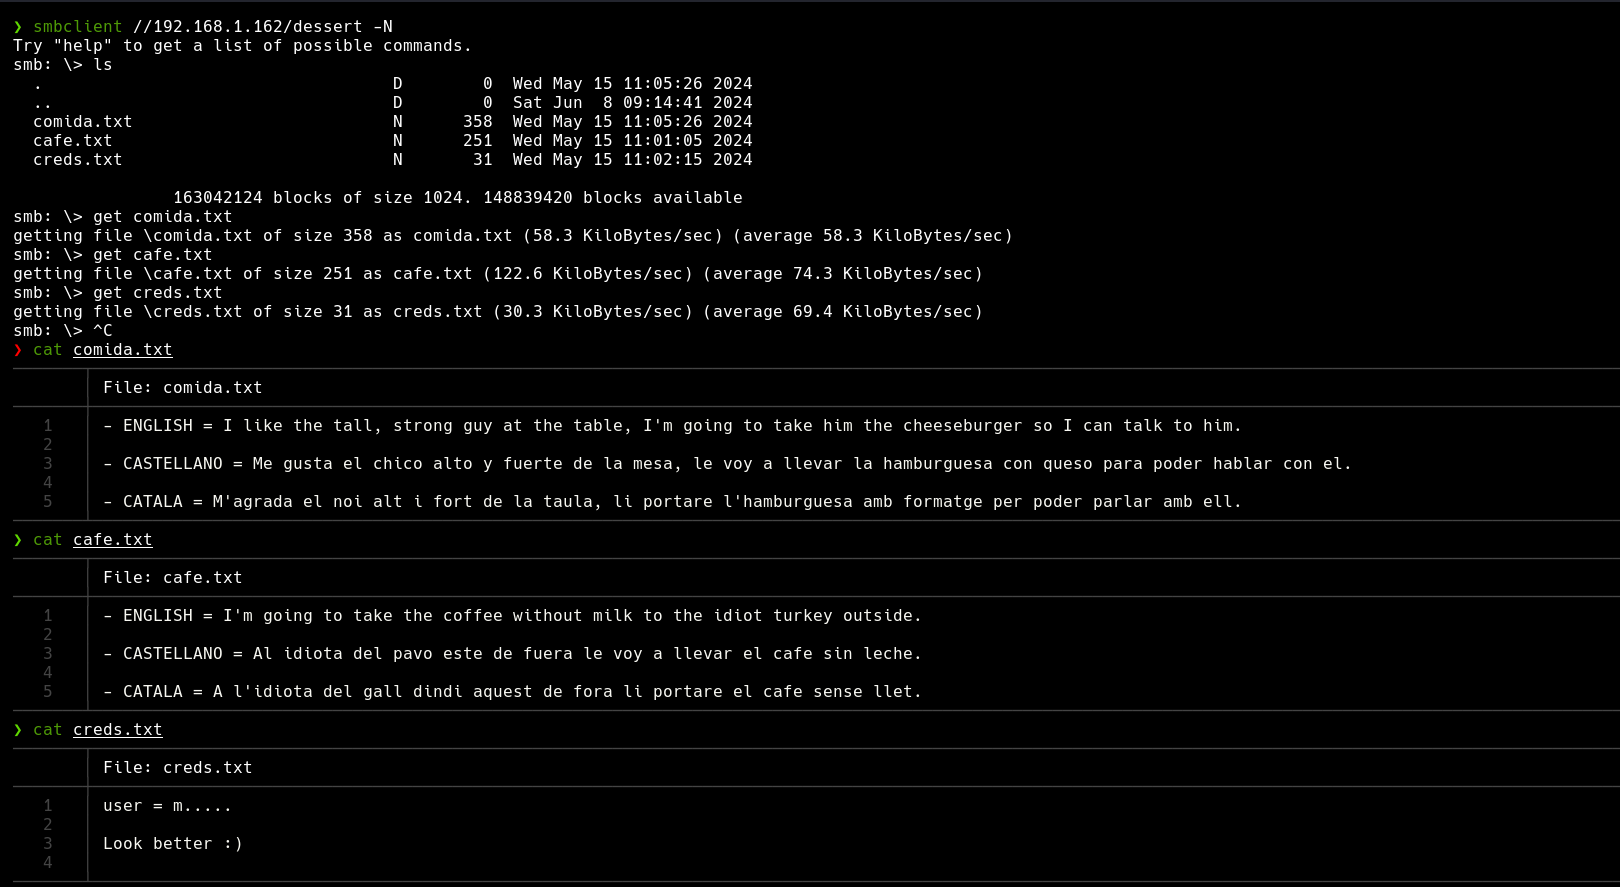 ❯ smbclient //192.168.1.162/dessert -N
Try "help" to get a list of possible commands.
smb: \> ls
  .                                   D        0  Wed May 15 11:05:26 2024
  ..                                  D        0  Sat Jun  8 09:14:41 2024
  comida.txt                          N      358  Wed May 15 11:05:26 2024
  cafe.txt                            N      251  Wed May 15 11:01:05 2024
  creds.txt                           N       31  Wed May 15 11:02:15 2024
                163042124 blocks of size 1024. 148839420 blocks available
smb: \> get comida.txt
getting file \comida.txt of size 358 as comida.txt (58.3 KiloBytes/sec) (average 58.3 KiloBytes/sec)
smb: \> get cafe.txt
getting file \cafe.txt of size 251 as cafe.txt (122.6 KiloBytes/sec) (average 74.3 KiloBytes/sec)
smb: \> get creds.txt
getting file \creds.txt of size 31 as creds.txt (30.3 KiloBytes/sec) (average 69.4 KiloBytes/sec)
smb: \> ^C
❯ cat comida.txt
File: comida.txt
1 - ENGLISH = I like the tall, strong guy at the table, I'm going to take him the cheeseburger so I can talk to him.
2
3 - CASTELLANO = Me gusta el chico alto y fuerte de la mesa, le voy a llevar la hamburguesa con queso para poder hablar con el.
4
5 - CATALA = M'agrada el noi alt i fort de la taula, li portare l'hamburguesa amb formatge per poder parlar amb ell.
❯ cat cafe.txt
File: cafe.txt
1 - ENGLISH = I'm going to take the coffee without milk to the idiot turkey outside.
2
3 - CASTELLANO = Al idiota del pavo este de fuera le voy a llevar el cafe sin leche.
4
5 - CATALA = A l'idiota del gall dindi aquest de fora li portare el cafe sense llet.
❯ cat creds.txt
File: creds.txt
1 user = m.....
2
3 Look better :)
4